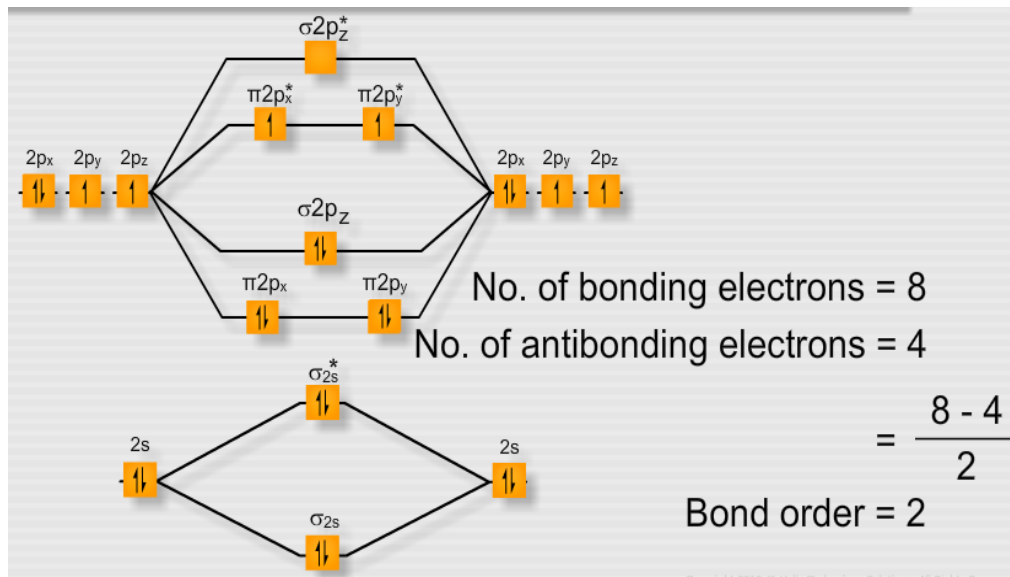 σ2p*z
π2p*x π2p*y
2px 2py 2pz 2px 2py 2pz
σ2pz
π2px π2py
No. of bonding electrons = 8
No. of antibonding electrons = 4
σ*2s
8 - 4
=
2
2s 2s
Bond order = 2
σ2s